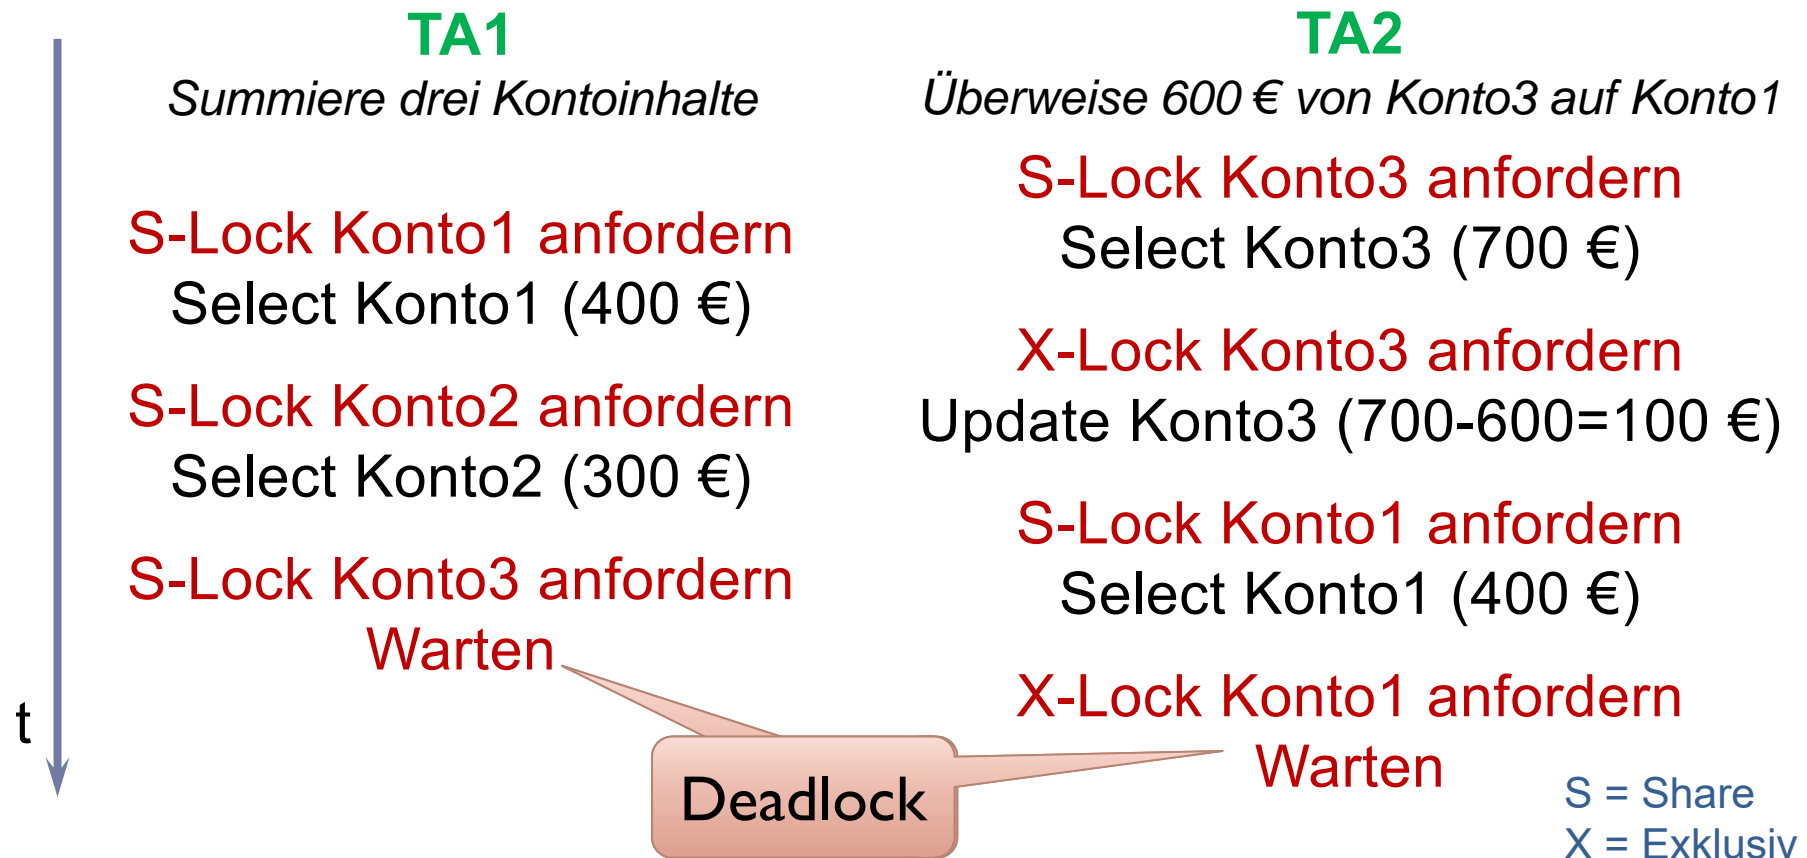 TA1
Summiere drei Kontoinhalte
S-Lock Konto1 anfordern
Select Konto1 (400 €)
S-Lock Konto2 anfordern
Select Konto2 (300 €)
S-Lock Konto3 anfordern
Warten
TA2
Überweise 600 € von Konto3 auf Konto1
S-Lock Konto3 anfordern
Select Konto3 (700 €)
X-Lock Konto3 anfordern
Update Konto3 (700-600=100 €)
S-Lock Konto1 anfordern
Select Konto1 (400 €)
X-Lock Konto1 anfordern
Warten
t
Deadlock
S = Share
X = Exklusiv